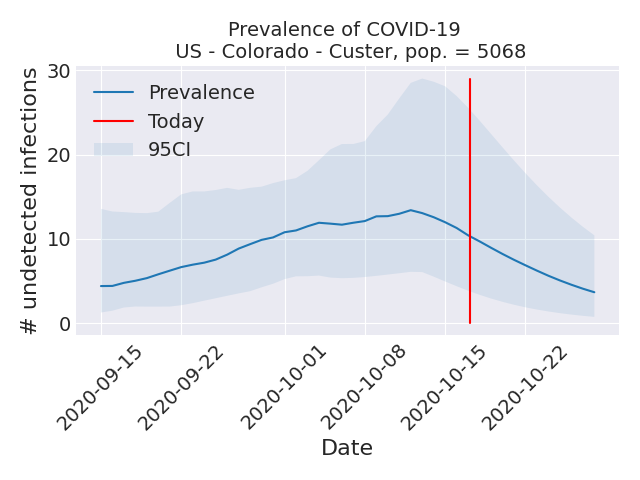 Prevalence of COVID-19
US - Colorado - Custer, pop. = 5068
# undetected infections
30
20
10
0
Prevalence
Today
95CI
2020-09-15
2020-09-22
2020-10-01
2020-10-08
2020-10-15
2020-10-22
Date